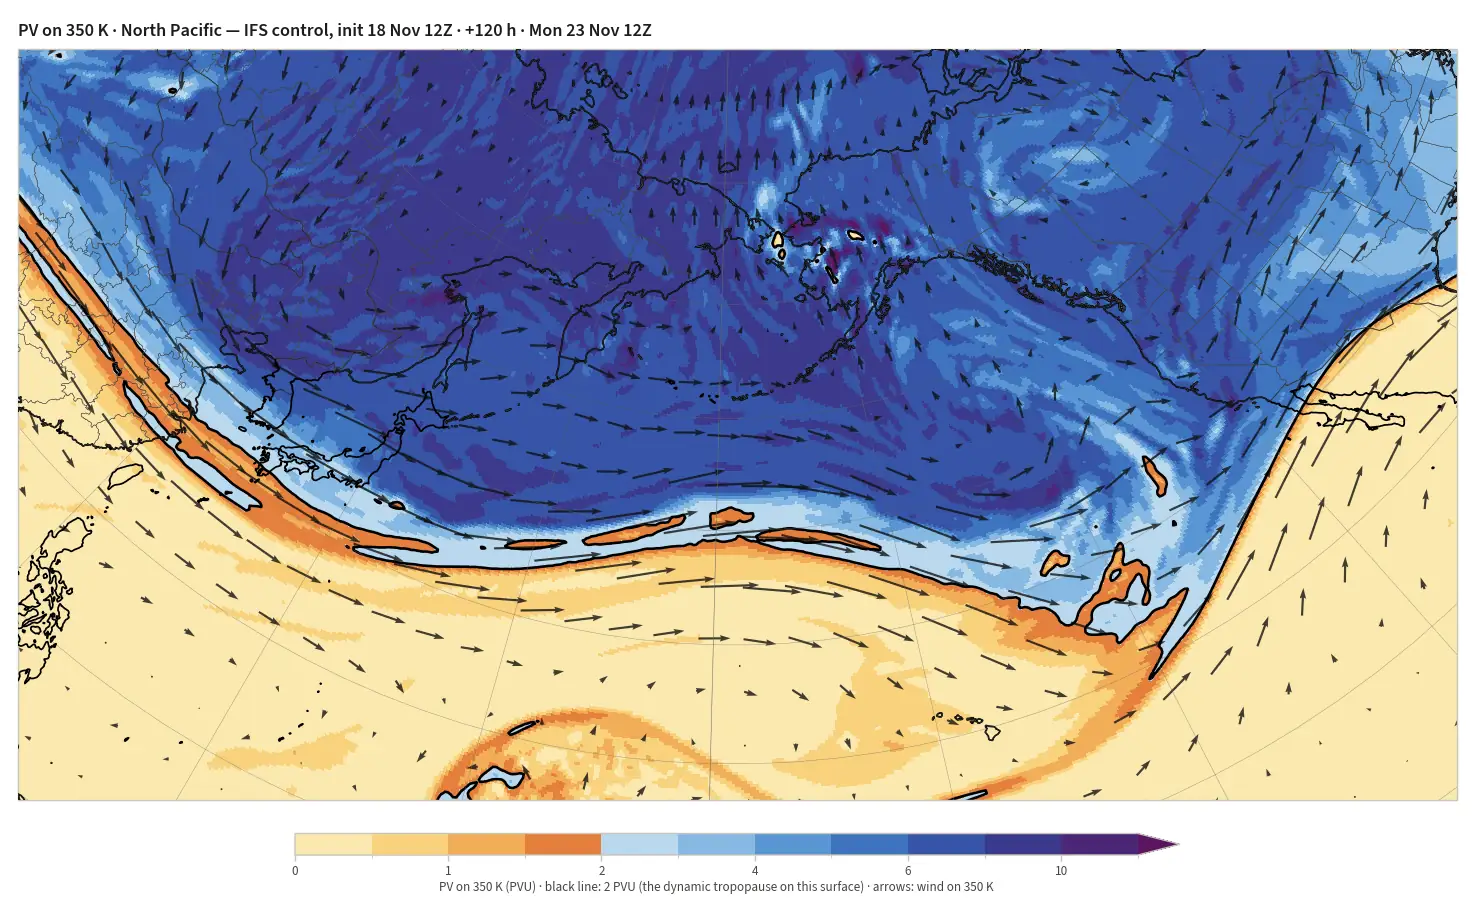 PV on 350 K · North Pacific — IFS control, init 18 Nov 12Z · +120 h · Mon 23 Nov 12Z
0 1 2 4 6 10
PV on 350 K (PVU) · black line: 2 PVU (the dynamic tropopause on this surface) · arrows: wind on 350 K